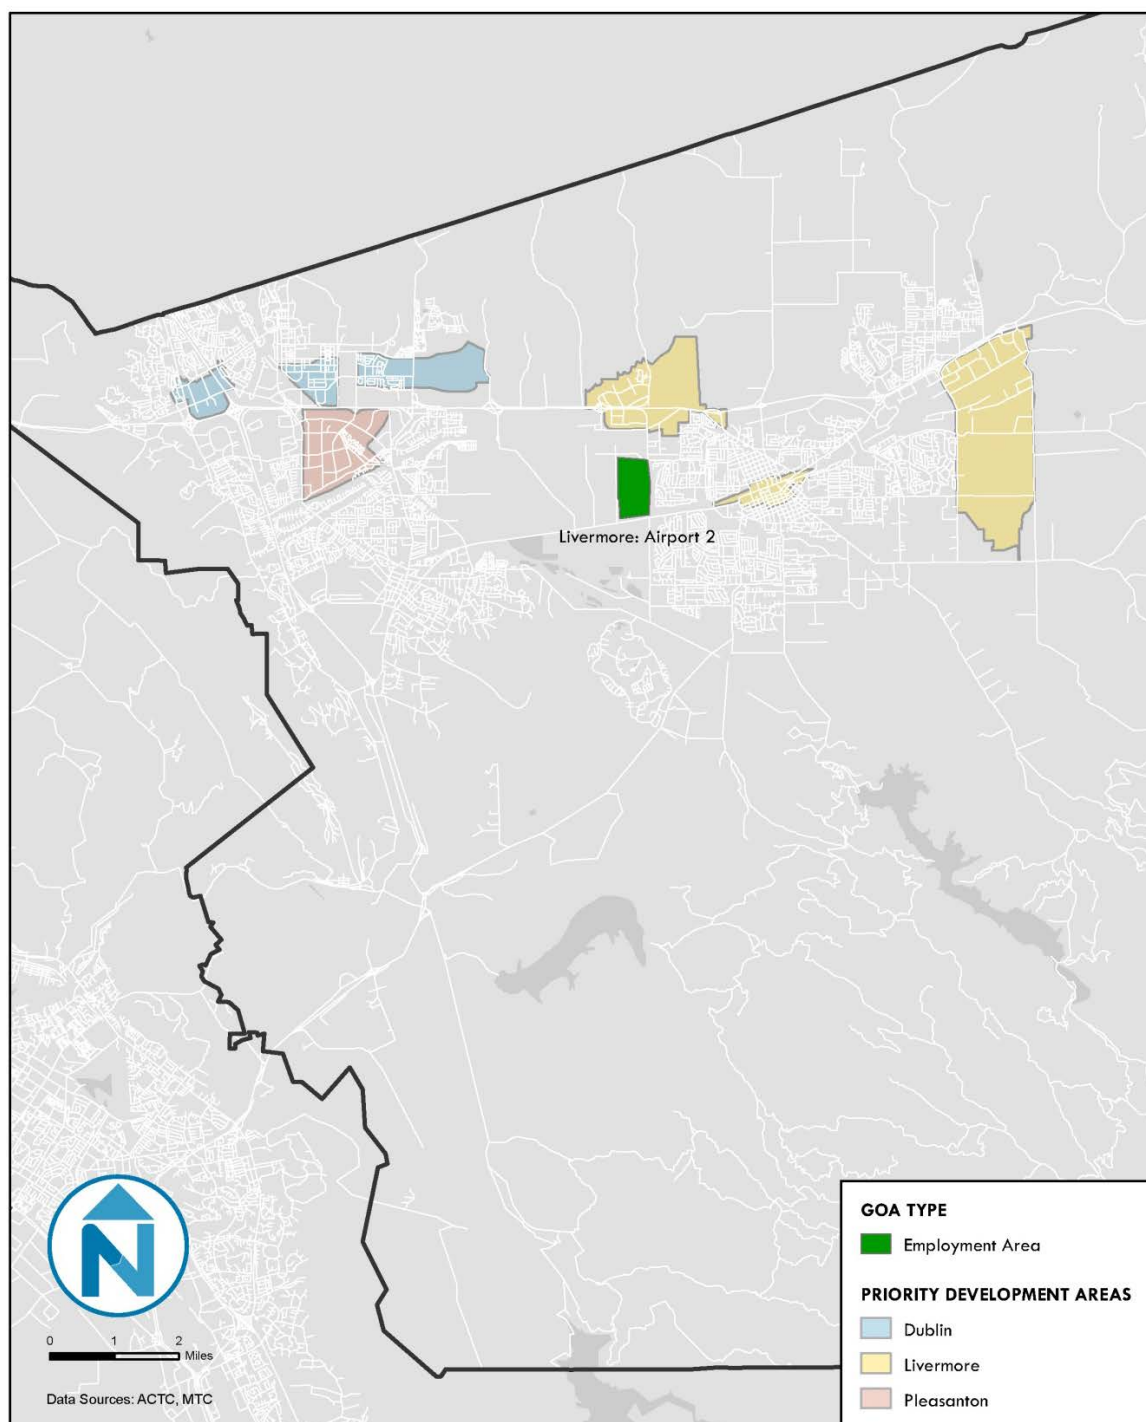 Livermore: Airport 2
GOA TYPE
Employment Area
PRIORITY DEVELOPMENT AREAS
Dublin
Livermore
Pleasanton
N
0 1 2
Miles
Data Sources: ACTC, MTC